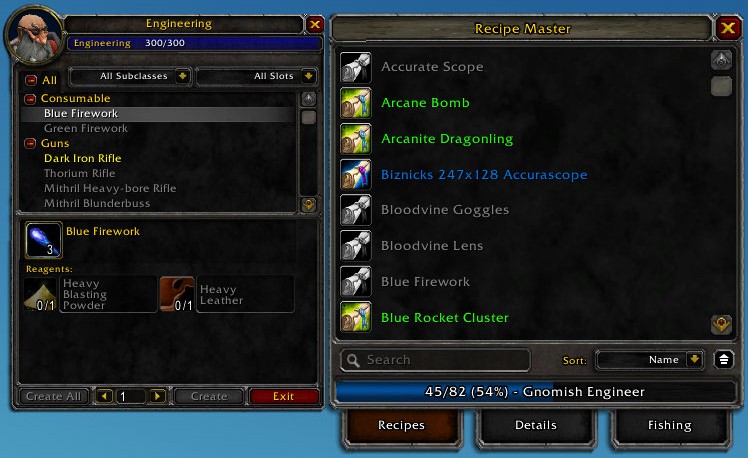 Engineering
Engineering 300/300
All
All Subclasses
All Slots
Consumable
Blue Firework
Green Firework
Guns
Dark Iron Rifle
Thorium Rifle
Mithril Heavy-bore Rifle
Mithril Blunderbuss
3
Blue Firework
Reagents:
0/1
Heavy
Blasting
Powder
0/1
Heavy
Leather
Create All
1
Create
Exit
Recipe Master
Accurate Scope
Arcane Bomb
Arcanite Dragonling
Biznicks 247x128 Accurascope
Bloodvine Goggles
Bloodvine Lens
Blue Firework
Blue Rocket Cluster
Search
Sort:
Name
45/82 (54%) - Gnomish Engineer
Recipes
Details
Fishing